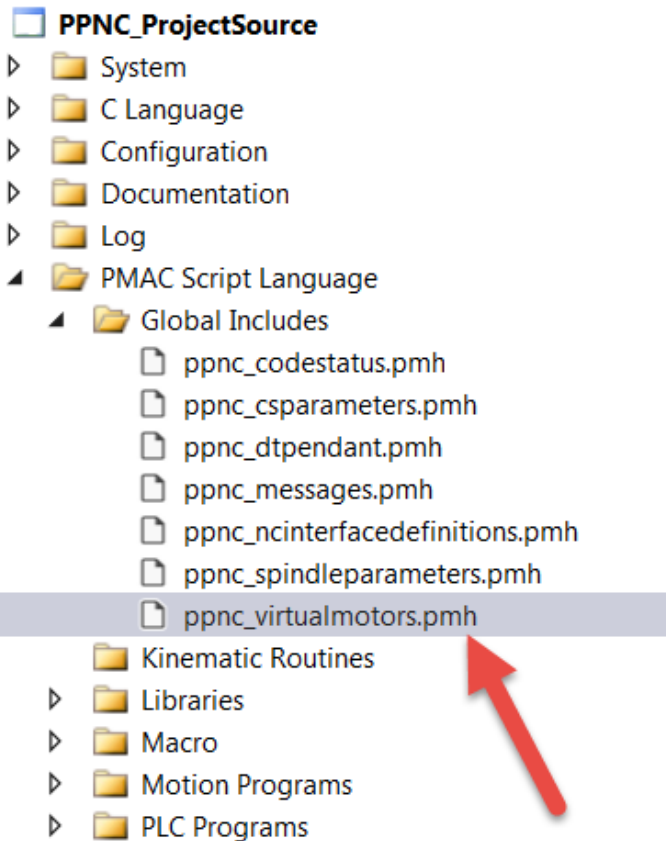 PPNC_ProjectSource
System
C Language
Configuration
Documentation
Log
PMAC Script Language
Global Includes
ppnc_codestatus.pmh
ppnc_csparameters.pmh
ppnc_dtpendant.pmh
ppnc_messages.pmh
ppnc_ncinterfacedefinitions.pmh
ppnc_spindleparameters.pmh
ppnc_virtualmotors.pmh
Kinematic Routines
Libraries
Macro
Motion Programs
PLC Programs